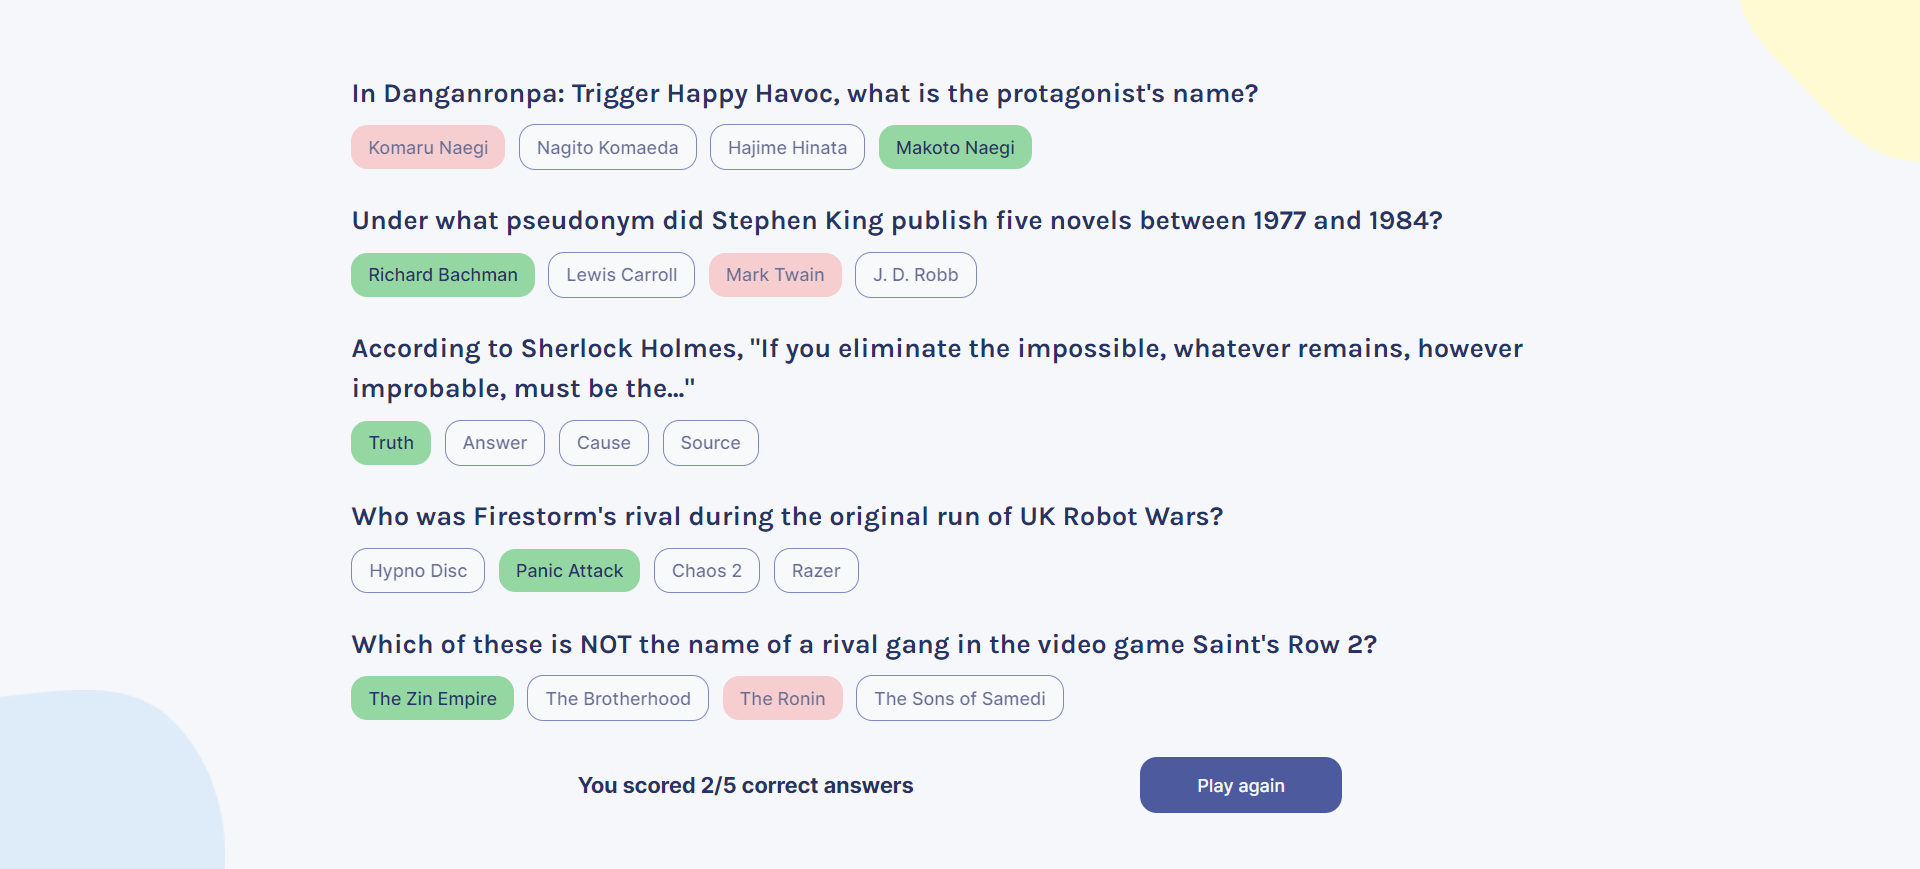 In Danganronpa: Trigger Happy Havoc, what is the protagonist's name?
Komaru Naegi Nagito Komaeda Hajime Hinata Makoto Naegi
Under what pseudonym did Stephen King publish five novels between 1977 and 1984?
Richard Bachman Lewis Carroll Mark Twain J. D. Robb
According to Sherlock Holmes, "If you eliminate the impossible, whatever remains, however
improbable, must be the..."
Truth Answer Cause Source
Who was Firestorm's rival during the original run of UK Robot Wars?
Hypno Disc Panic Attack Chaos 2 Razer
Which of these is NOT the name of a rival gang in the video game Saint's Row 2?
The Zin Empire The Brotherhood The Ronin The Sons of Samedi
You scored 2/5 correct answers Play again